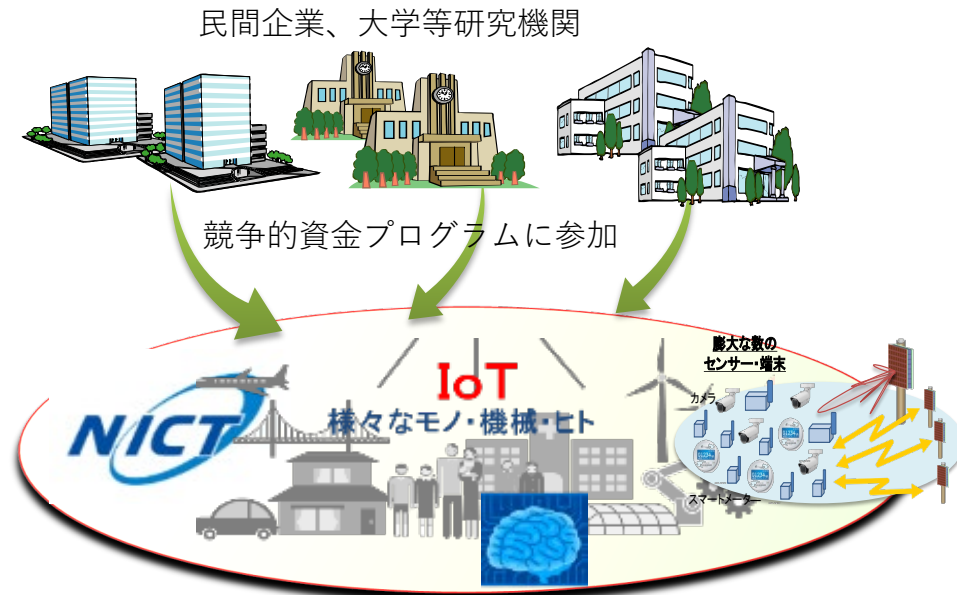 民間企業、大学等研究機関
競争的資金プログラムに参加
NICT
IoT
様々なモノ・機械・ヒト
膨大な数の
センサー・端末
カメラ
スマートメーター